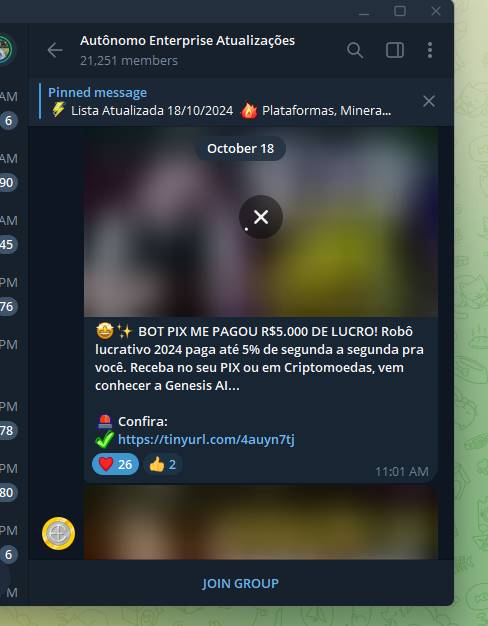 Autônomo Enterprise Atualizações
21,251 members
Pinned message
⚡ Lista Atualizada 18/10/2024 🔥 Plataformas, Minera...
October 18
🤩✨ BOT PIX ME PAGOU R$5.000 DE LUCRO! Robô
lucrativo 2024 paga até 5% de segunda a segunda pra
você. Receba no seu PIX ou em Criptomoedas, vem
conhecer a Genesis AI...
🚨 Confira:
✅ https://tinyurl.com/4auyn7tj
❤️ 26 👍 2
11:01 AM
JOIN GROUP
AM
6
AM
90
AM
45
PM
76
PM
PM
78
PM
80
PM
6
M